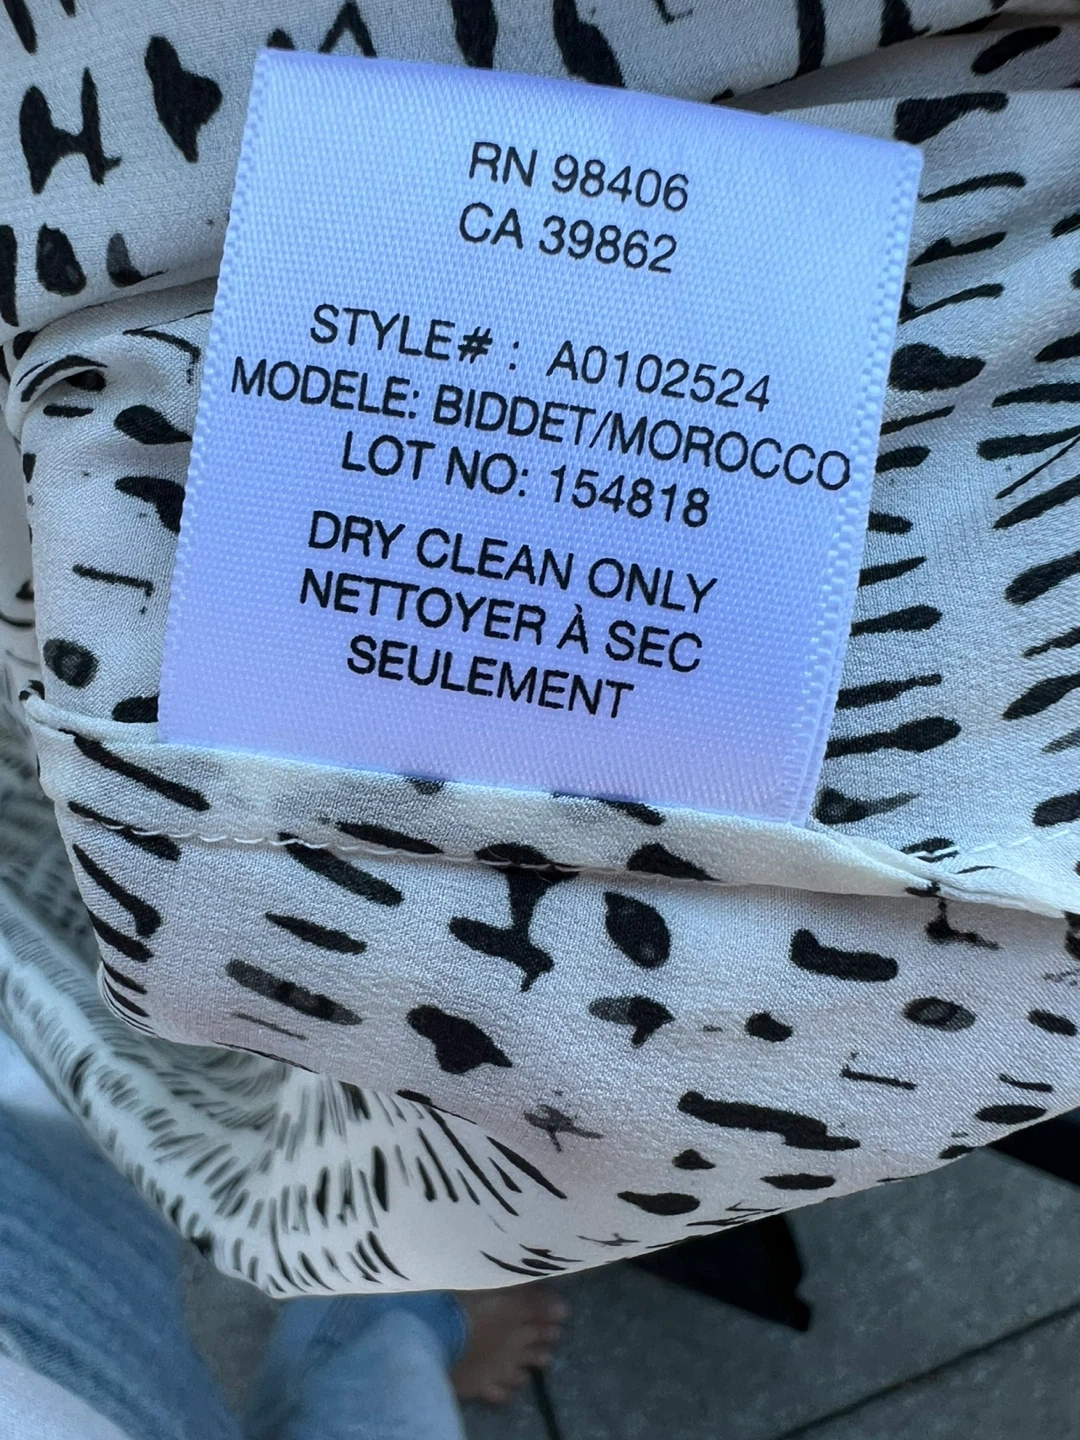 RN 98406
CA 39862
STYLE# : A0102524
MODELE: BIDDET/MOROCCO
LOT NO: 154818
DRY CLEAN ONLY
NETTOYER À SEC
SEULEMENT